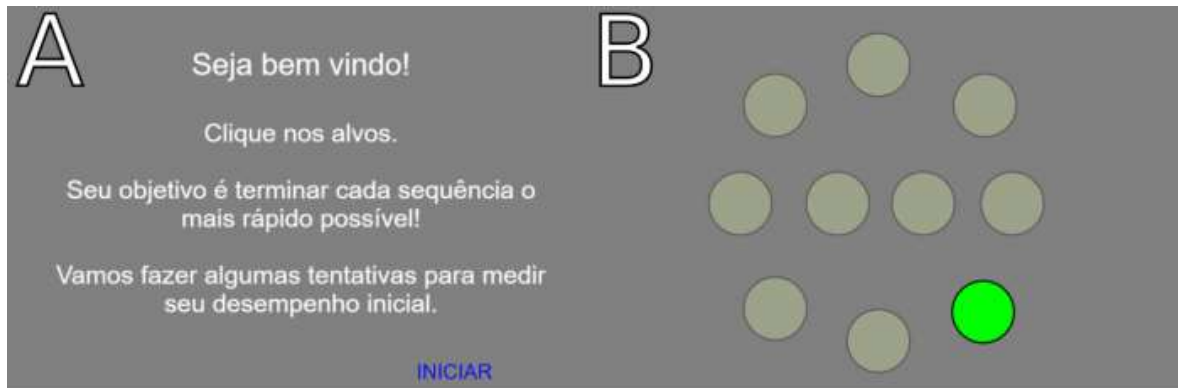 A
Seja bem vindo!
Clique nos alvos.
Seu objetivo é terminar cada sequência o
mais rápido possível!
Vamos fazer algumas tentativas para medir
seu desempenho inicial.
INICIAR
B